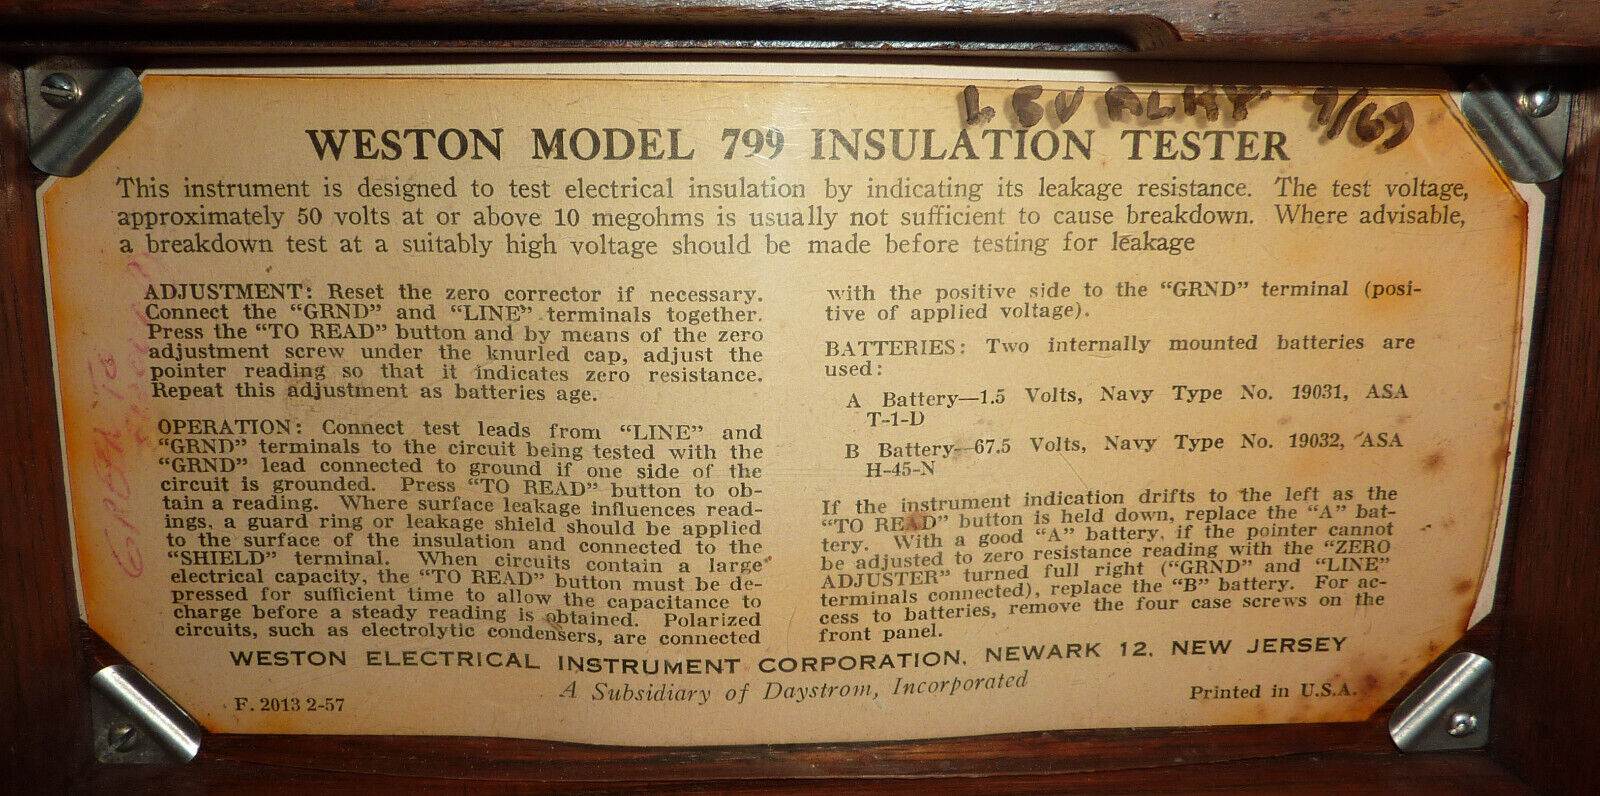 9/69
WESTON MODEL 799 INSULATION TESTER
This instrument is designed to test electrical insulation by indicating its leakage resistance. The test voltage,
approximately 50 volts at or above 10 megohms is usually not sufficient to cause breakdown. Where advisable,
a breakdown test at a suitably high voltage should be made before testing for leakage
ADJUSTMENT: Reset the zero corrector if necessary.
Connect the “GRND” and “LINE” terminals together.
Press the “TO READ” button and by means of the zero
adjustment screw under the knurled cap, adjust the
pointer reading so that it indicates zero resistance.
Repeat this adjustment as batteries age.
OPERATION: Connect test leads from “LINE” and
“GRND” terminals to the circuit being tested with the
“GRND” lead connected to ground if one side of the
circuit is grounded. Press “TO READ” button to ob-
tain a reading. Where surface leakage influences read-
ings, a guard ring or leakage shield should be applied
to the surface of the insulation and connected to the
“SHIELD” terminal. When circuits contain a large
electrical capacity, the “TO READ” button must be de-
pressed for sufficient time to allow the capacitance to
charge before a steady reading is obtained. Polarized
circuits, such as electrolytic condensers, are connected
with the positive side to the “GRND” terminal (posi-
tive of applied voltage).
BATTERIES: Two internally mounted batteries are
used:
A Battery—1.5 Volts, Navy Type No. 19031, ASA
T-1-D
B Battery—67.5 Volts, Navy Type No. 19032, ASA
H-45-N
If the instrument indication drifts to the left as the
“TO READ” button is held down, replace the “A” bat-
tery. With a good “A” battery, if the pointer cannot
be adjusted to zero resistance reading with the “ZERO
ADJUSTER” turned full right (“GRND” and “LINE”
terminals connected), replace the “B” battery. For ac-
cess to batteries, remove the four case screws on the
front panel.
WESTON ELECTRICAL INSTRUMENT CORPORATION, NEWARK 12, NEW JERSEY
A Subsidiary of Daystrom, Incorporated
F. 2013 2-57
Printed in U.S.A.